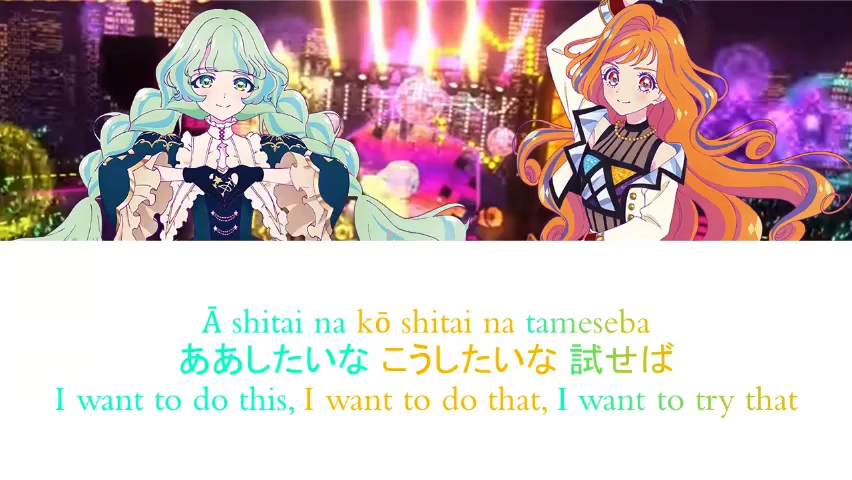 Ā shitai na kō shitai na tameseba
ああしたいな こうしたいな 試せば
I want to do this, I want to do that, I want to try that